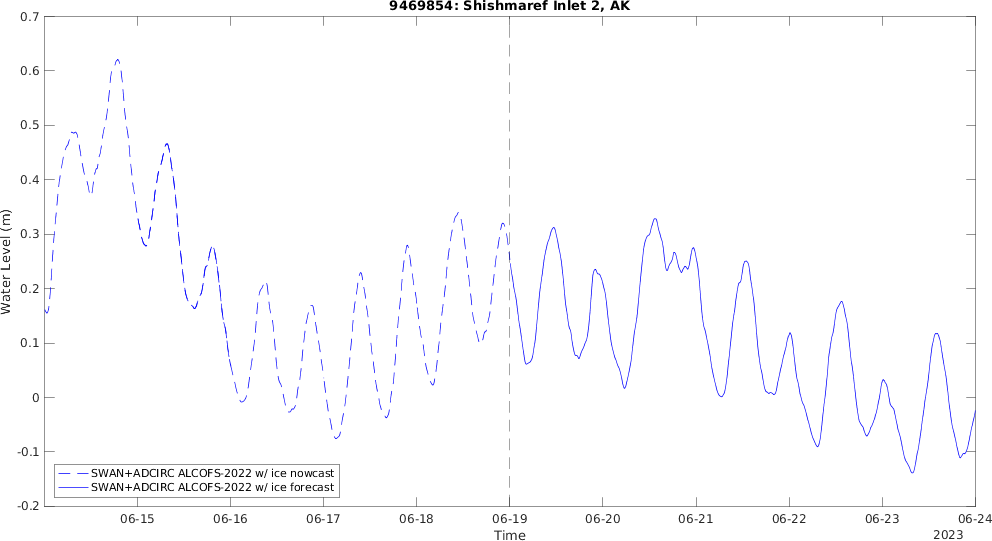 9469854: Shishmaref Inlet 2, AK
0.7
0.6
0.5
0.4
0.3
0.2
0.1
0
-0.1
-0.2
Water Level (m)
SWAN+ADCIRC ALCOFS-2022 w/ ice nowcast
SWAN+ADCIRC ALCOFS-2022 w/ ice forecast
06-15 06-16 06-17 06-18 06-19 06-20 06-21 06-22 06-23 06-24
Time
2023